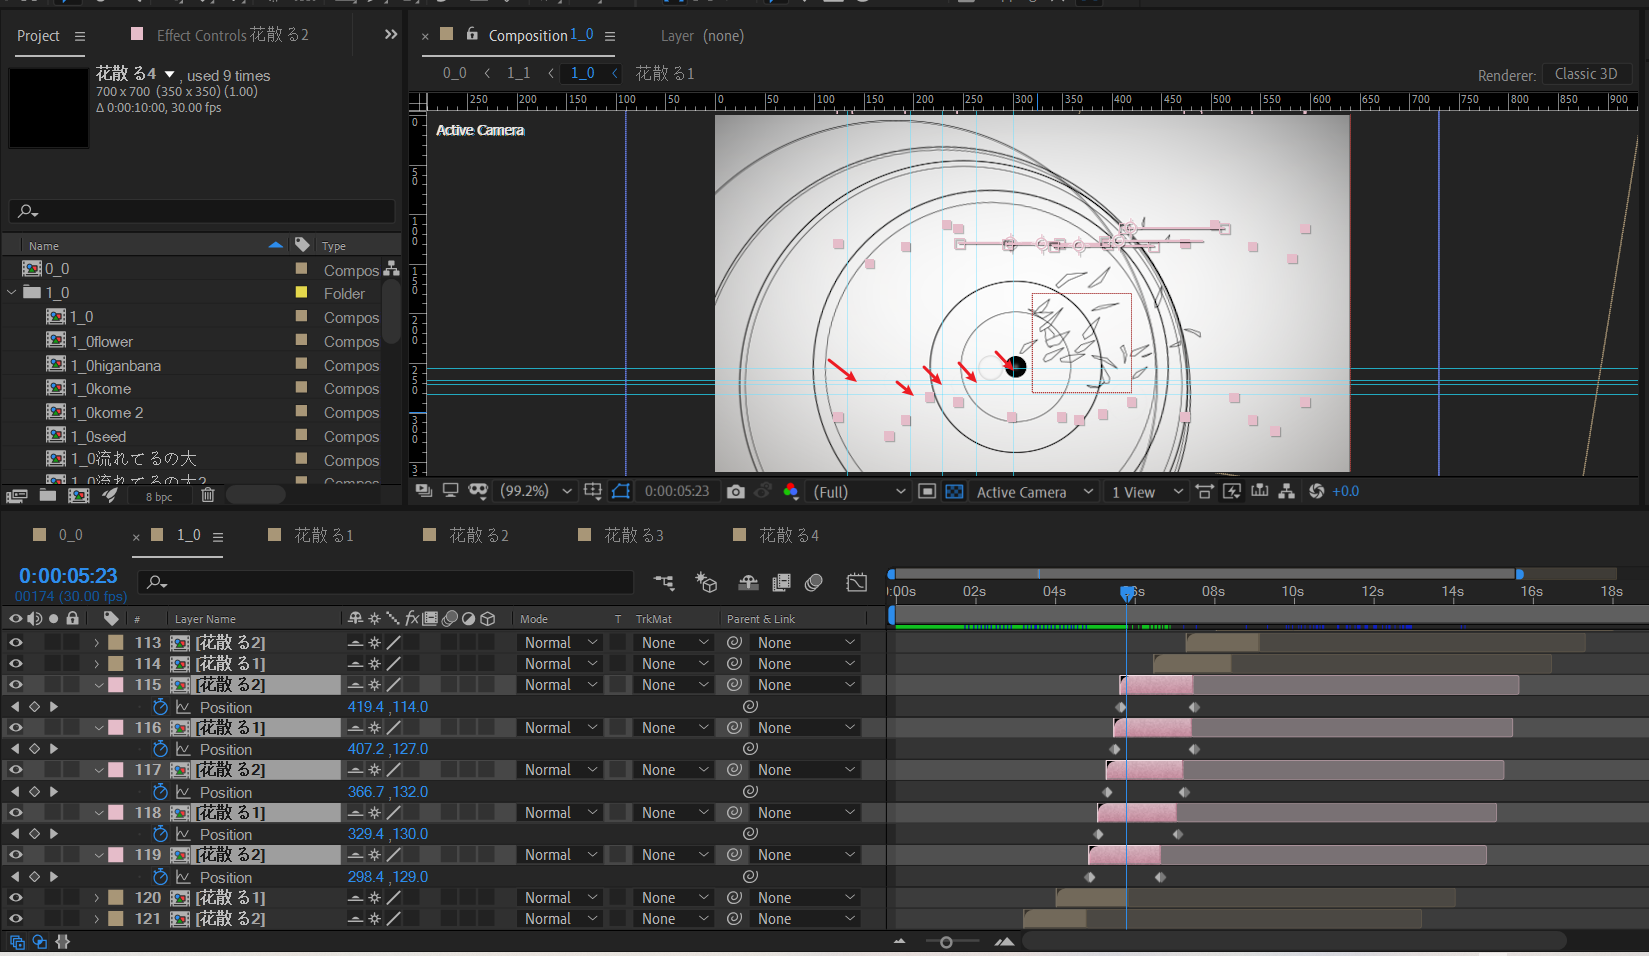 Project
Effect Controls 花散る2
Composition 1_0
Layer (none)
花散る4 , used 9 times
700 x 700 (350 x 350) (1.00)
Δ 0:00:10:00, 30.00 fps
0_0
1_1
1_0
花散る1
Renderer:
Classic 3D
250 200 150 100 50 0 50 100 150 200 250 300 350 400 450 500 550 600 650 700 750 800 850 900
Active Camera
0
50
100
150
200
250
300
3
Name
Type
0_0
Compos
1_0
Folder
1_0
Compos
1_0flower
Compos
1_0higanbana
Compos
1_0kome
Compos
1_0kome 2
Compos
1_0seed
Compos
1_0流れてるの大
Compos
1_0流れてるの大2
8 bpc
(99.2%)
0:00:05:23
(Full)
Active Camera
1 View
+0.0
0_0
1_0
花散る1
花散る2
花散る3
花散る4
0:00:05:23
00174 (30.00 fps)
:00s 02s 04s 06s 08s 10s 12s 14s 16s 18s
#
Layer Name
fx
Mode
T
TrkMat
Parent & Link
113 [花散る2] Normal None None
114 [花散る1] Normal None None
115 [花散る2] Normal None None
Position 419.4 ,114.0
116 [花散る1] Normal None None
Position 407.2 ,127.0
117 [花散る2] Normal None None
Position 366.7 ,132.0
118 [花散る1] Normal None None
Position 329.4 ,130.0
119 [花散る2] Normal None None
Position 298.4 ,129.0
120 [花散る1] Normal None None
121 [花散る2] Normal None None